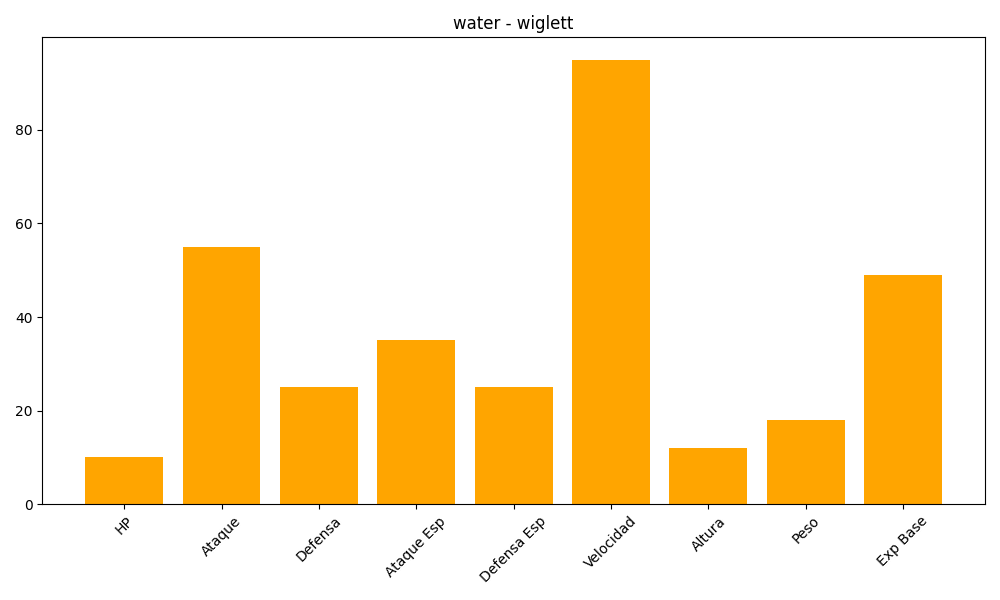 water - wiglett
80
60
40
20
0
HP
Ataque
Defensa
Ataque Esp
Defensa Esp
Velocidad
Altura
Peso
Exp Base